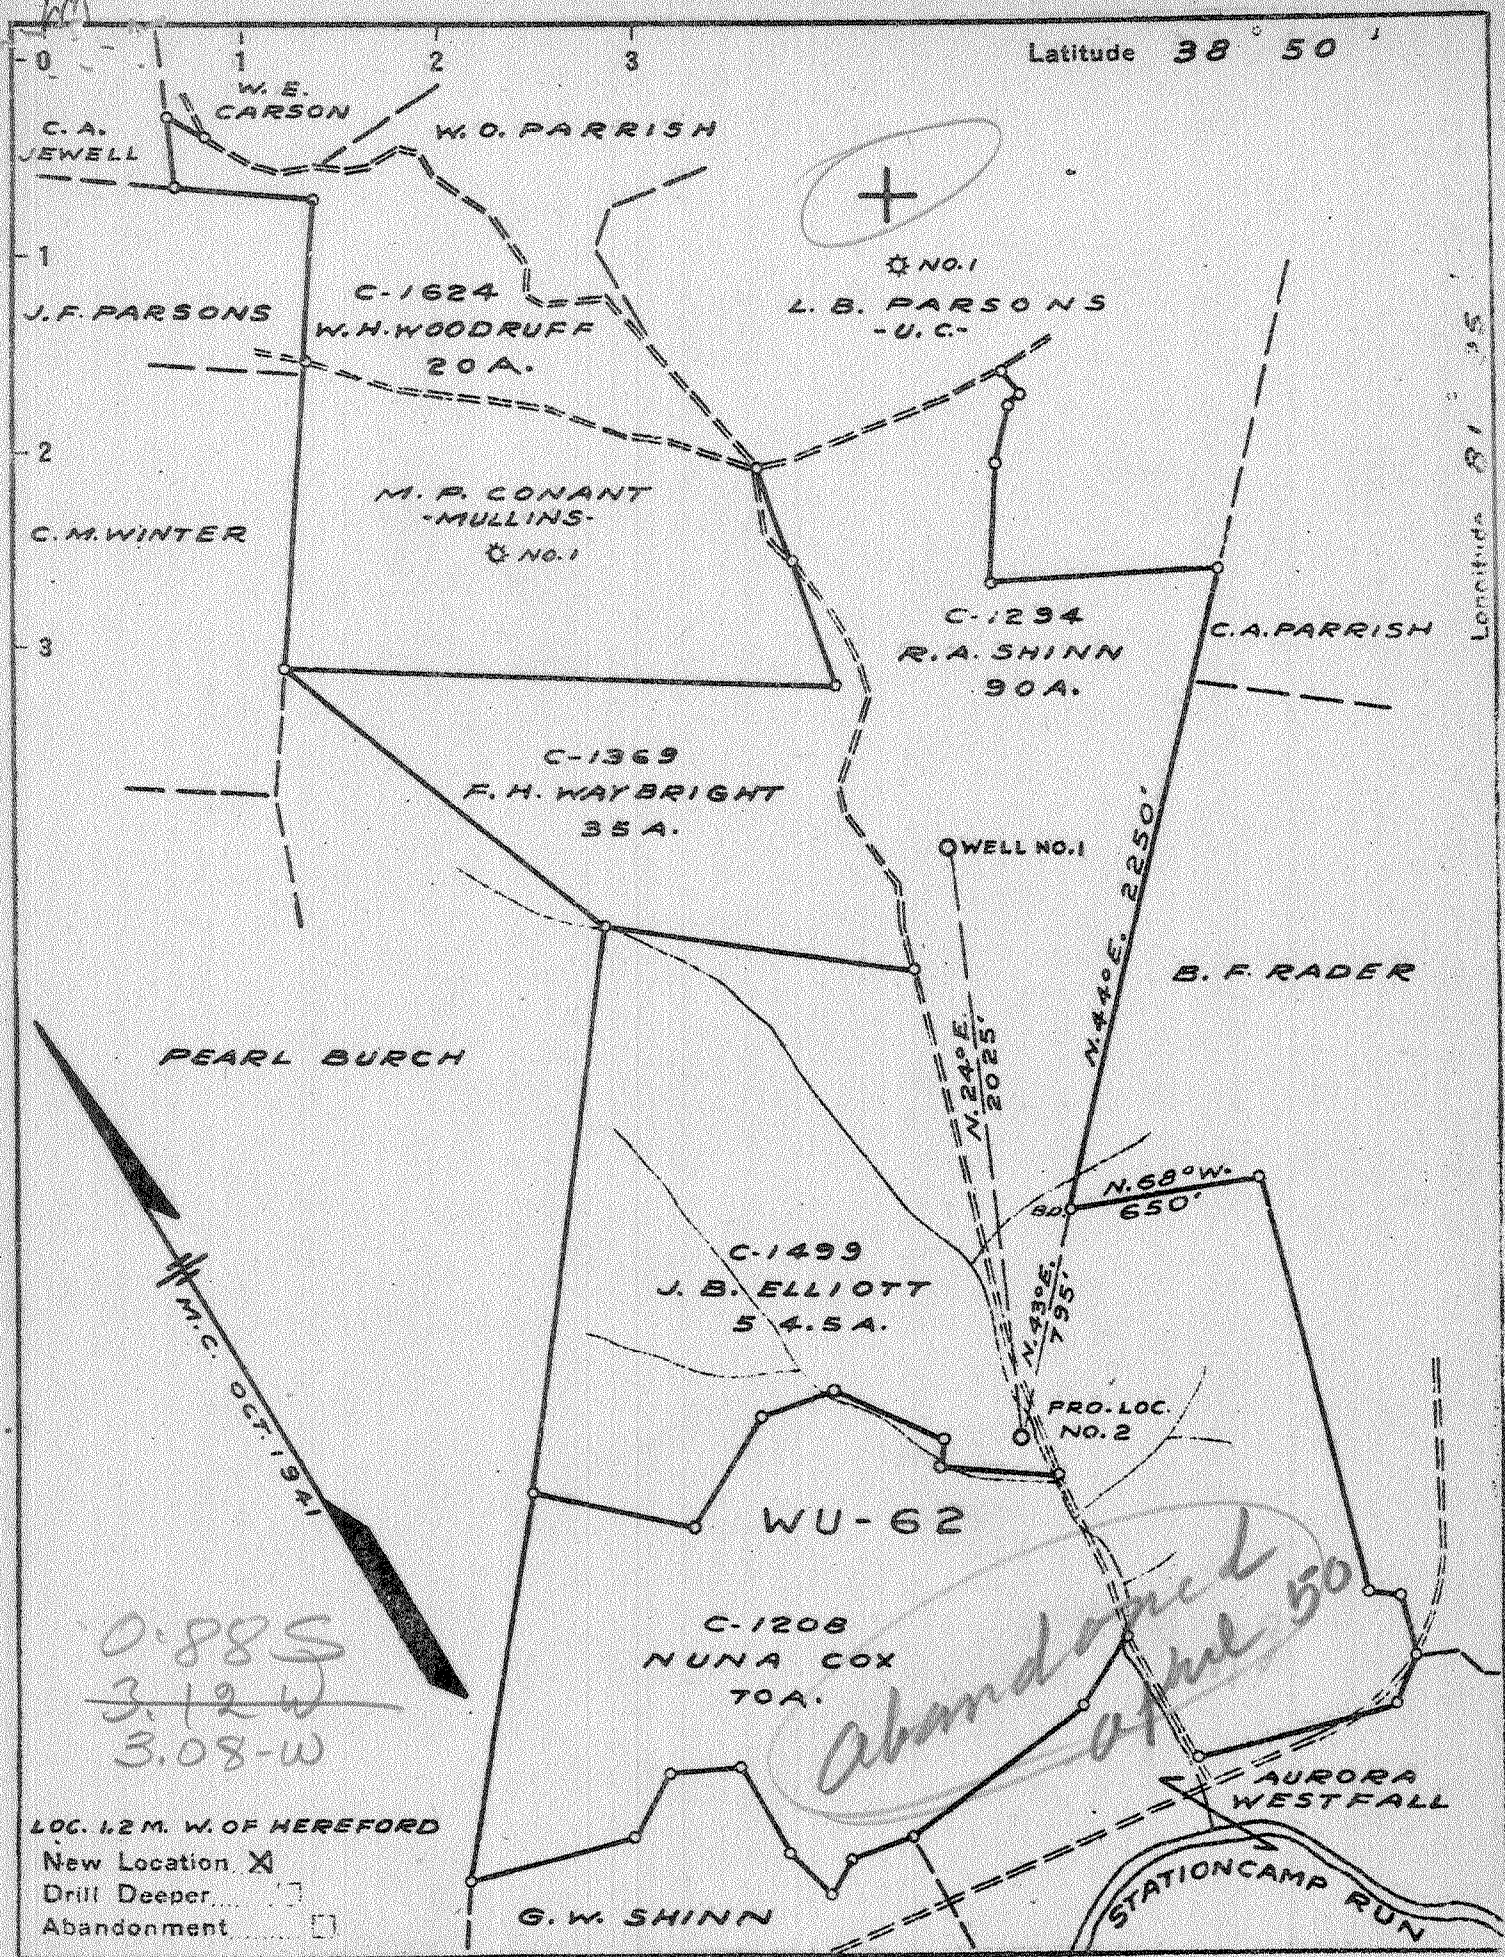 0 1 2 3
Latitude 38° 50'
W. E.
CARSON
C. A.
JEWELL
W. O. PARRISH
1
NO. 1
L. B. PARSONS
- U. C. -
C-1624
W. H. WOODRUFF
20 A.
J. F. PARSONS
Longitude 81° 35'
2
M. P. CONANT
-MULLINS-
NO. 1
C. M. WINTER
3
C-1294
R. A. SHINN
90 A.
C. A. PARRISH
C-1369
F. H. WAYBRIGHT
35 A.
WELL NO. 1
N. 44° E. 2250'
B. F. RADER
N. 24° E.
2025'
PEARL BURCH
N. 68° W.
650'
B.O.
C-1499
J. B. ELLIOTT
54.5 A.
N. 43° E.
795'
M. C. OCT. 1941
PRO. LOC.
NO. 2
WU-62
Abandoned
April 50
C-1208
NUNA COX
70 A.
0.88 S
3.12 W
3.08-W
AURORA
WESTFALL
LOC. 1.2 M. W. OF HEREFORD
New Location X
Drill Deeper
Abandonment
G. W. SHINN
STATIONCAMP RUN